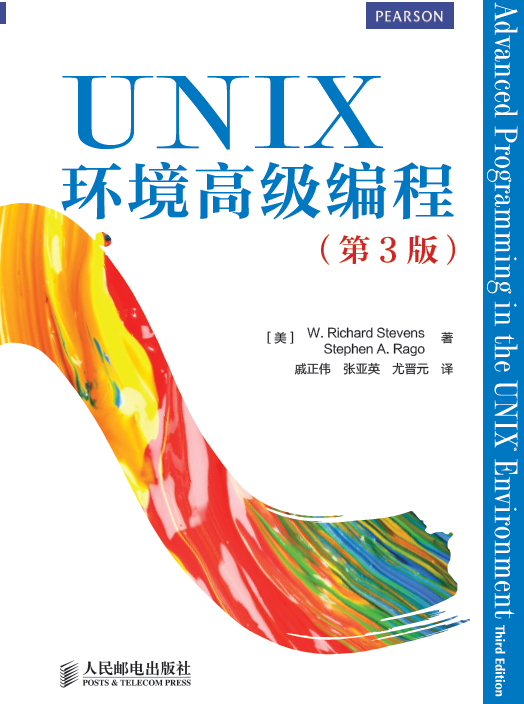 PEARSON
UNIX
环境高级编程
（第3版）
[美] W. Richard Stevens 著
Stephen A. Rago
戚正伟 张亚英 尤晋元 译
Advanced Programming in the UNIX® Environment Third Edition
人民邮电出版社
POSTS & TELECOM PRESS